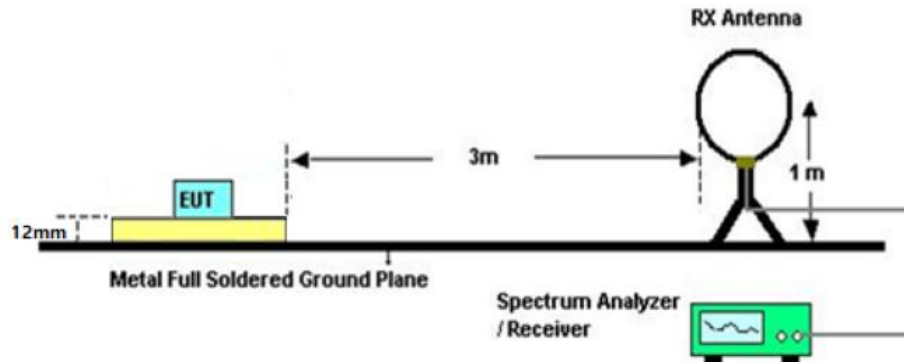 RX Antenna
3m
1 m
EUT
12mm
Metal Full Soldered Ground Plane
Spectrum Analyzer
/ Receiver